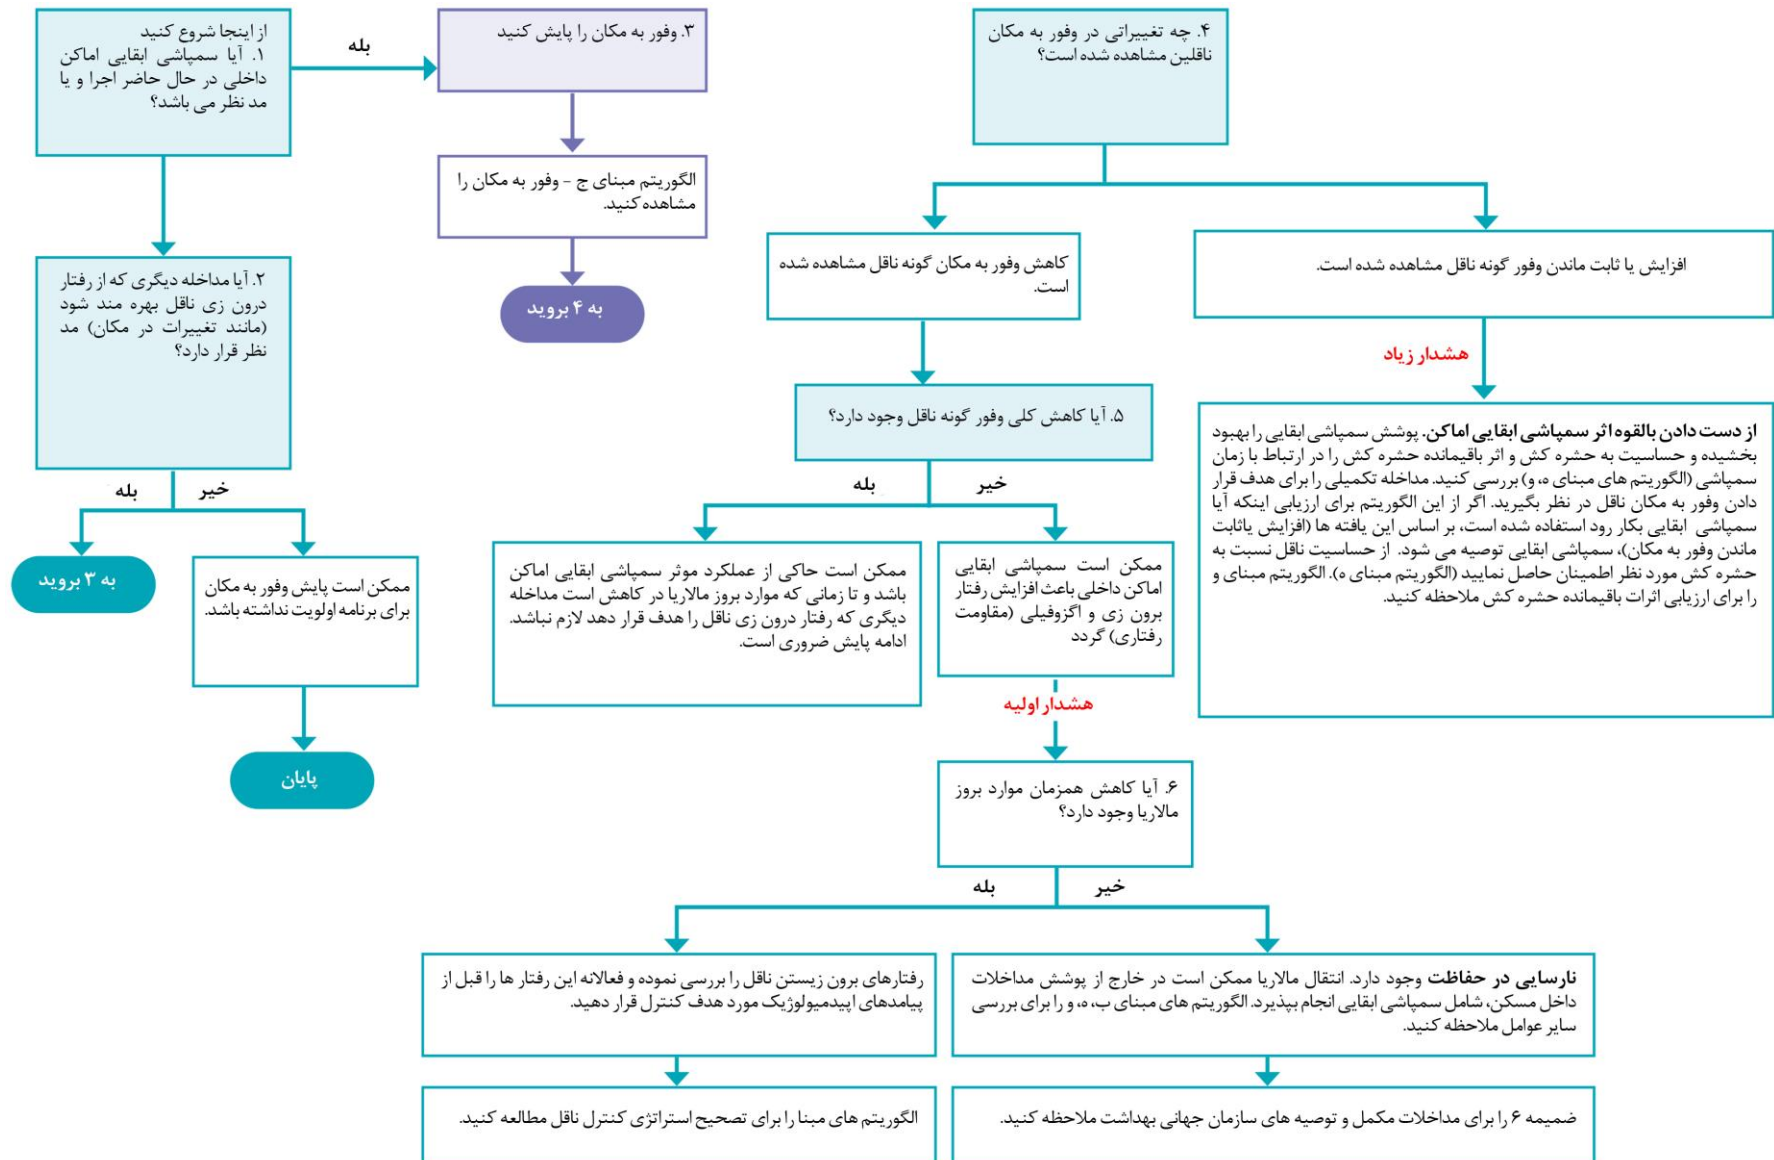 از اینجا شروع کنید
۱. آیا سمپاشی ابقایی اماکن
داخلی در حال حاضر اجرا و یا
مد نظر می باشد؟
بله
۲. آیا مداخله دیگری که از رفتار
درون زی ناقل بهره مند شود
(مانند تغییرات در مکان) مد
نظر قرار دارد؟
خیر
بله
به ۳ بروید
ممکن است پایش وفور به مکان
برای برنامه اولویت نداشته باشد.
پایان
۳. وفور به مکان را پایش کنید
الگوریتم مبنای ج - وفور به مکان را
مشاهده کنید.
به ۴ بروید
۴. چه تغییراتی در وفور به مکان
ناقلین مشاهده شده است؟
افزایش یا ثابت ماندن وفور گونه ناقل مشاهده شده است.
هشدار زیاد
از دست دادن بالقوه اثر سمپاشی ابقایی اماکن. پوشش سمپاشی ابقایی را بهبود
بخشیده و حساسیت به حشره کش و اثر باقیمانده حشره کش را در ارتباط با زمان
سمپاشی (الگوریتم های مبنای ه، و) بررسی کنید. مداخله تکمیلی را برای هدف قرار
دادن وفور به مکان ناقل در نظر بگیرید. اگر از این الگوریتم برای ارزیابی اینکه آیا
سمپاشی ابقایی بکار رود استفاده شده است، بر اساس این یافته ها (افزایش یاثابت
ماندن وفور به مکان)، سمپاشی ابقایی توصیه می شود. از حساسیت ناقل نسبت به
حشره کش مورد نظر اطمینان حاصل نمایید (الگوریتم مبنای ه). الگوریتم مبنای و
را برای ارزیابی اثرات باقیمانده حشره کش ملاحظه کنید.
کاهش وفور به مکان گونه ناقل مشاهده شده
است.
۵. آیا کاهش کلی وفور گونه ناقل وجود دارد؟
خیر
بله
ممکن است سمپاشی ابقایی
اماکن داخلی باعث افزایش رفتار
برون زی و اگزوفیلی (مقاومت
رفتاری) گردد
ممکن است حاکی از عملکرد موثر سمپاشی ابقایی اماکن
باشد و تا زمانی که موارد بروز مالاریا در کاهش است مداخله
دیگری که رفتار درون زی ناقل را هدف قرار دهد لازم نباشد.
ادامه پایش ضروری است.
هشدار اولیه
۶. آیا کاهش همزمان موارد بروز
مالاریا وجود دارد؟
خیر
بله
نارسایی در حفاظت وجود دارد. انتقال مالاریا ممکن است در خارج از پوشش مداخلات
داخل مسکن، شامل سمپاشی ابقایی انجام بپذیرد. الگوریتم های مبنای ب، ه، و را برای بررسی
سایر عوامل ملاحظه کنید.
رفتارهای برون زیستن ناقل را بررسی نموده و فعالانه این رفتار ها را قبل از
پیامدهای اپیدمیولوژیک مورد هدف کنترل قرار دهید.
ضمیمه ۶ را برای مداخلات مکمل و توصیه های سازمان جهانی بهداشت ملاحظه کنید.
الگوریتم های مبنا را برای تصحیح استراتژی کنترل ناقل مطالعه کنید.